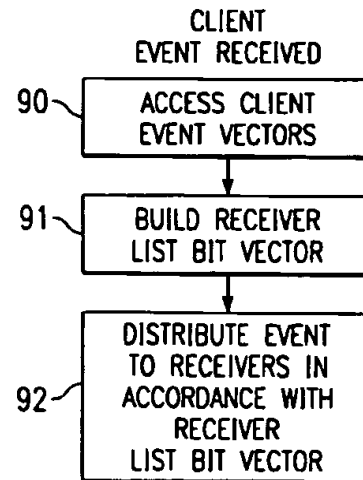 CLIENT
EVENT RECEIVED
90
ACCESS CLIENT
EVENT VECTORS
91
BUILD RECEIVER
LIST BIT VECTOR
92
DISTRIBUTE EVENT
TO RECEIVERS IN
ACCORDANCE WITH
RECEIVER
LIST BIT VECTOR